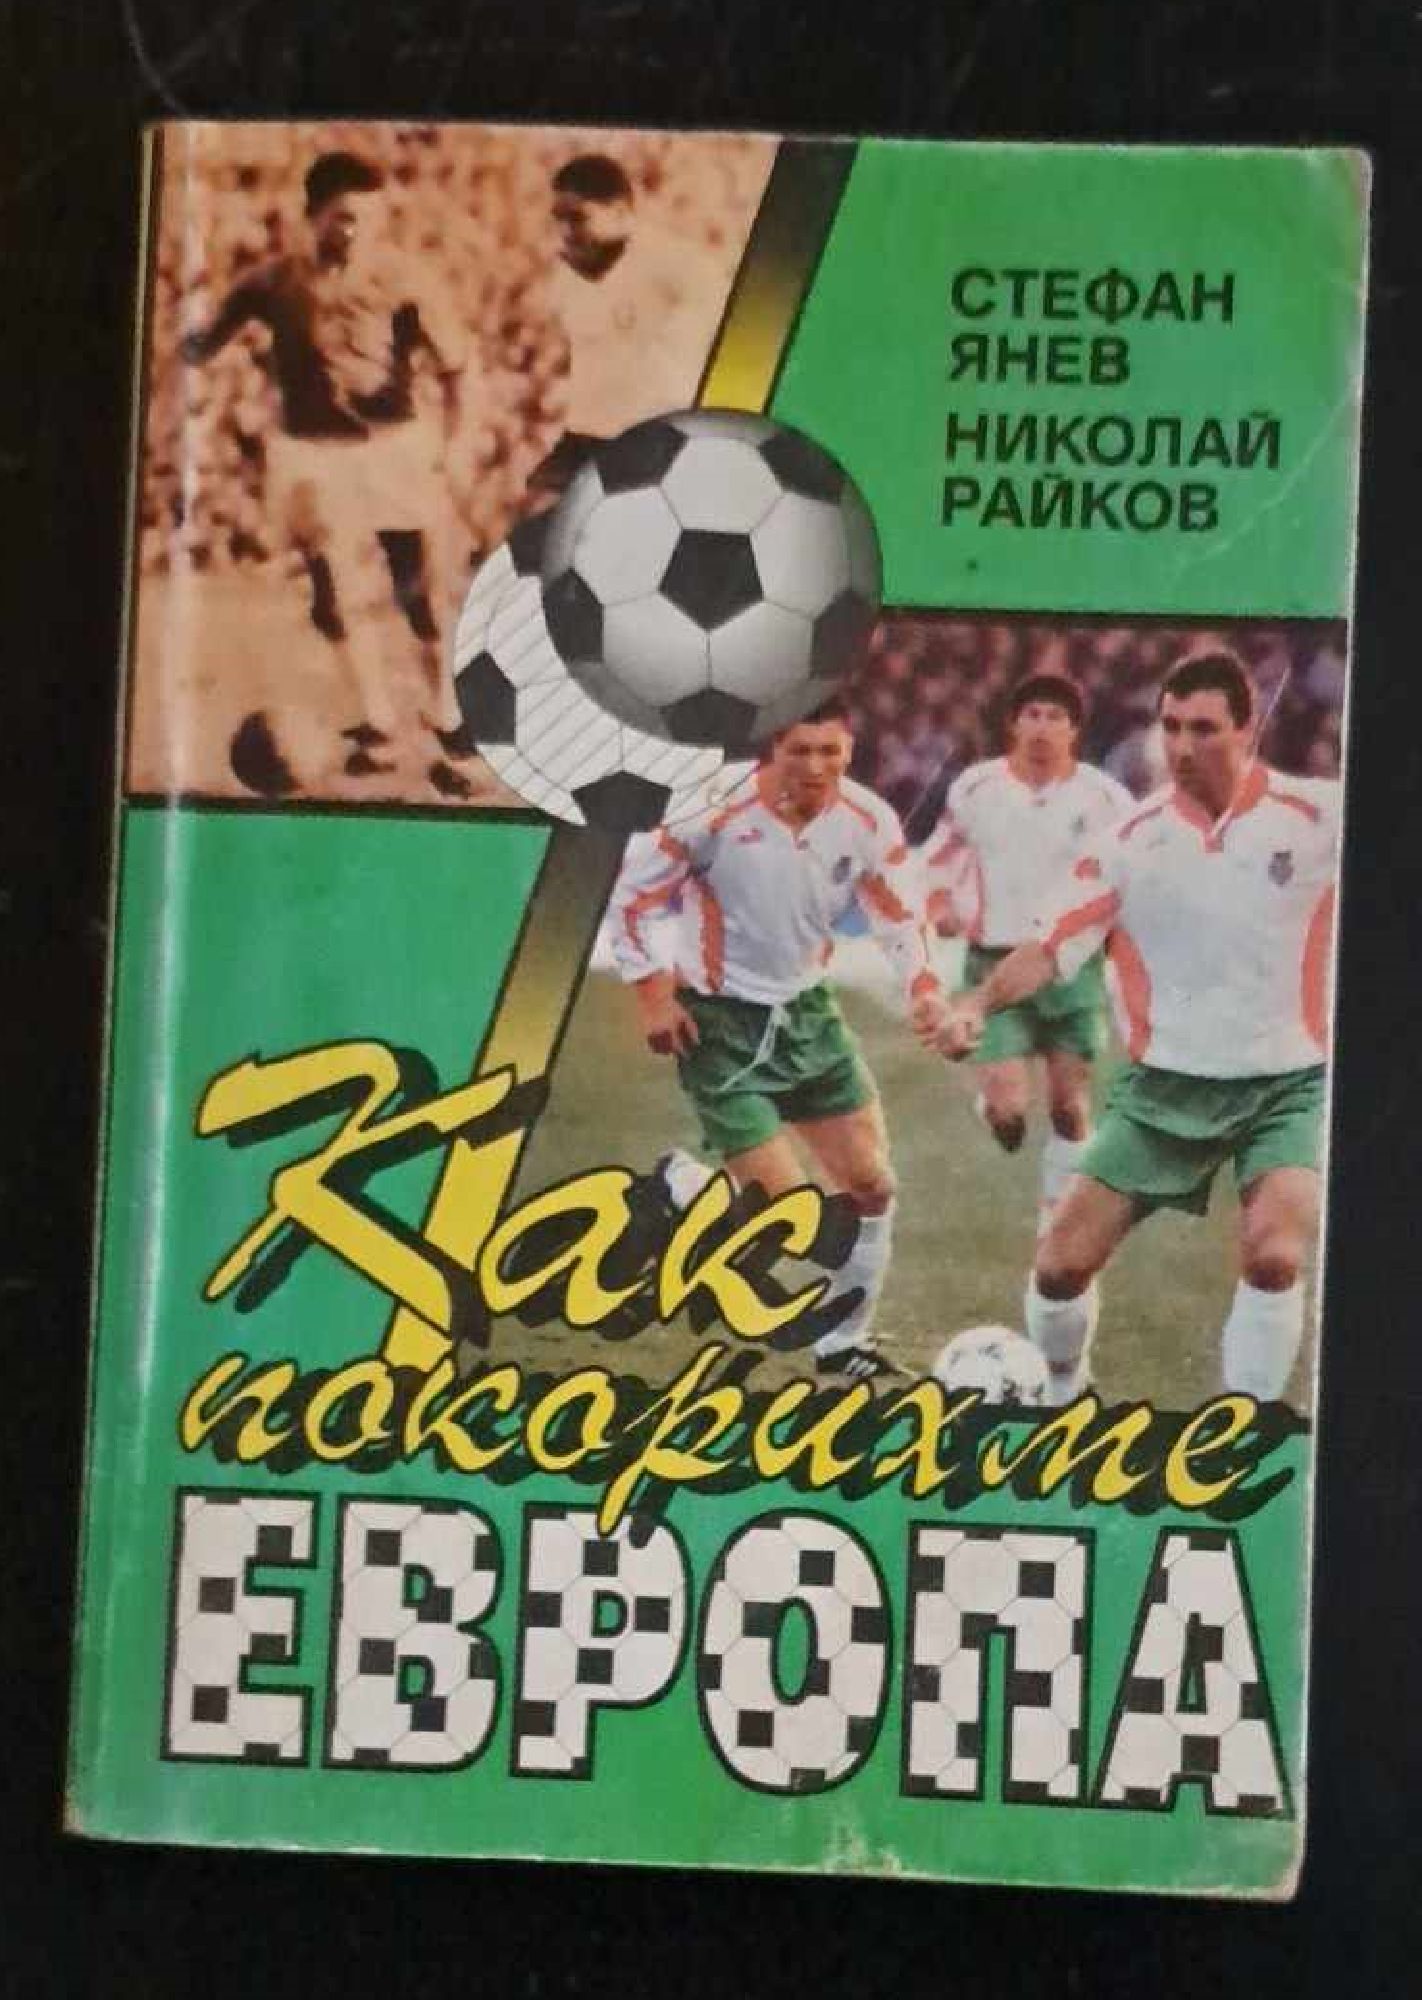 СТЕФАН
ЯНЕВ
НИКОЛАЙ
РАЙКОВ
Как
покорихме
ЕВРОПА